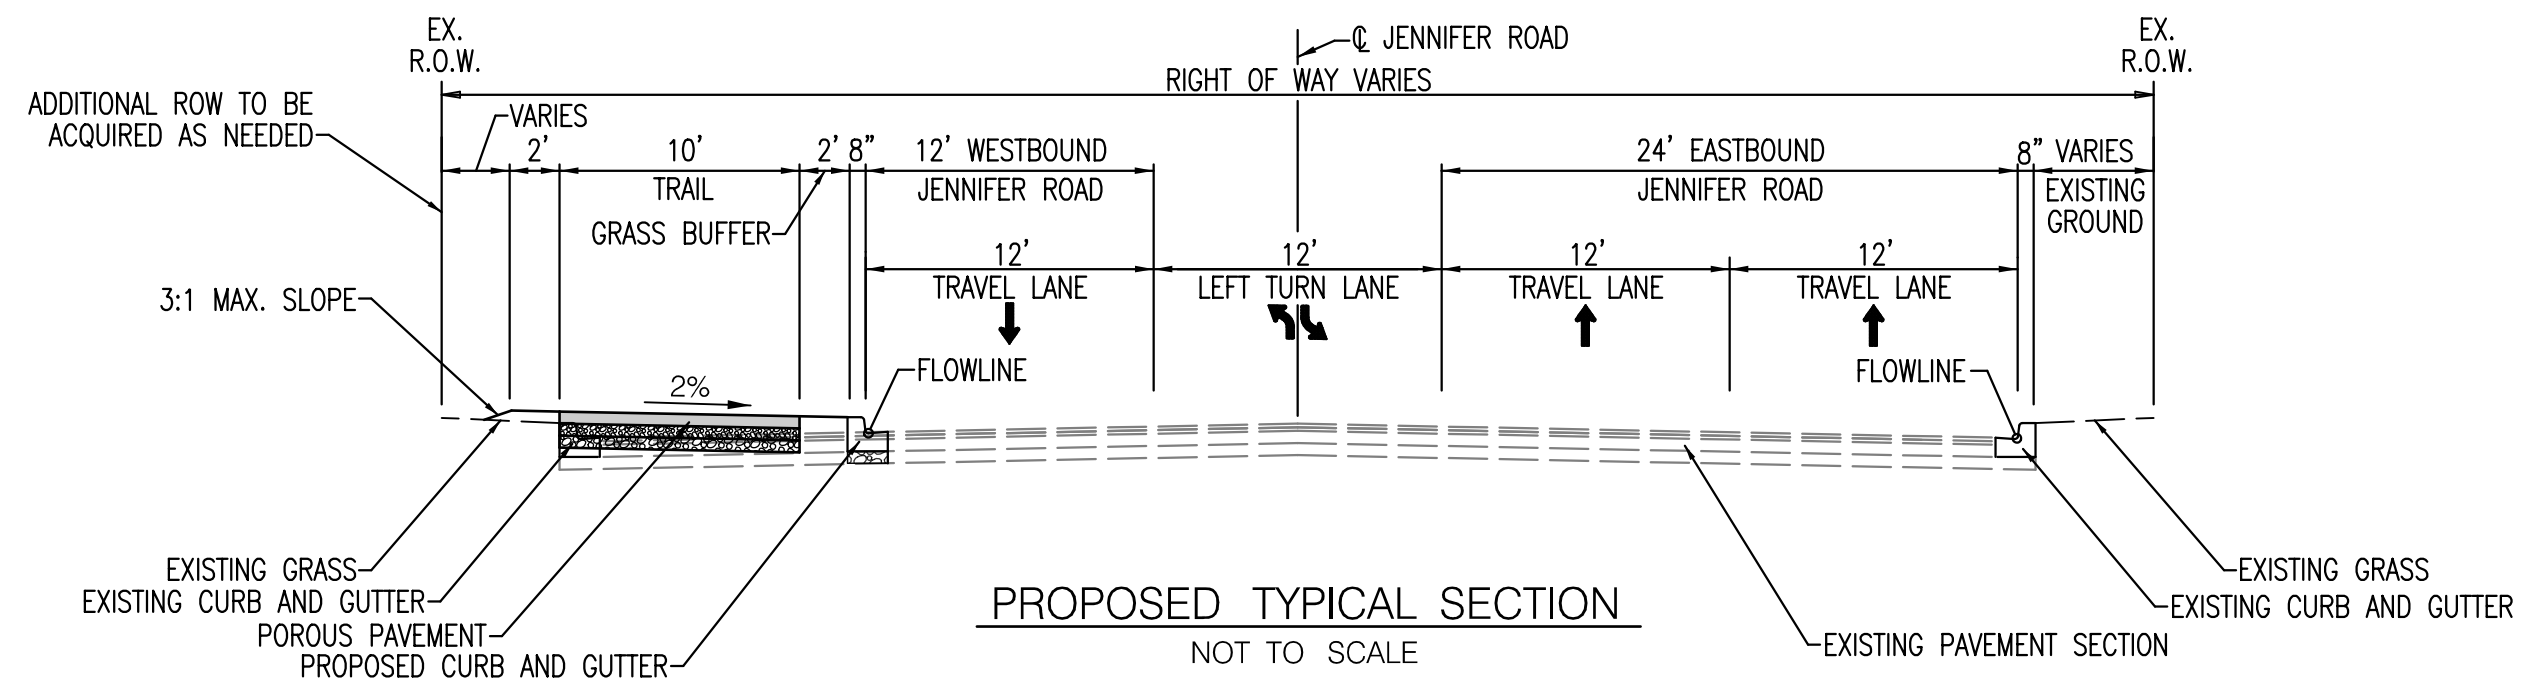 EX.
R.O.W.
℄ JENNIFER ROAD
EX.
R.O.W.
RIGHT OF WAY VARIES
ADDITIONAL ROW TO BE
ACQUIRED AS NEEDED
VARIES
2' 10' 2' 8" 12' WESTBOUND 24' EASTBOUND 8" VARIES
TRAIL JENNIFER ROAD JENNIFER ROAD EXISTING
GROUND
GRASS BUFFER
12' 12' 12' 12'
TRAVEL LANE LEFT TURN LANE TRAVEL LANE TRAVEL LANE
3:1 MAX. SLOPE
FLOWLINE FLOWLINE
2%
EXISTING GRASS
EXISTING CURB AND GUTTER
POROUS PAVEMENT
PROPOSED CURB AND GUTTER
PROPOSED TYPICAL SECTION
NOT TO SCALE
EXISTING GRASS
EXISTING CURB AND GUTTER
EXISTING PAVEMENT SECTION